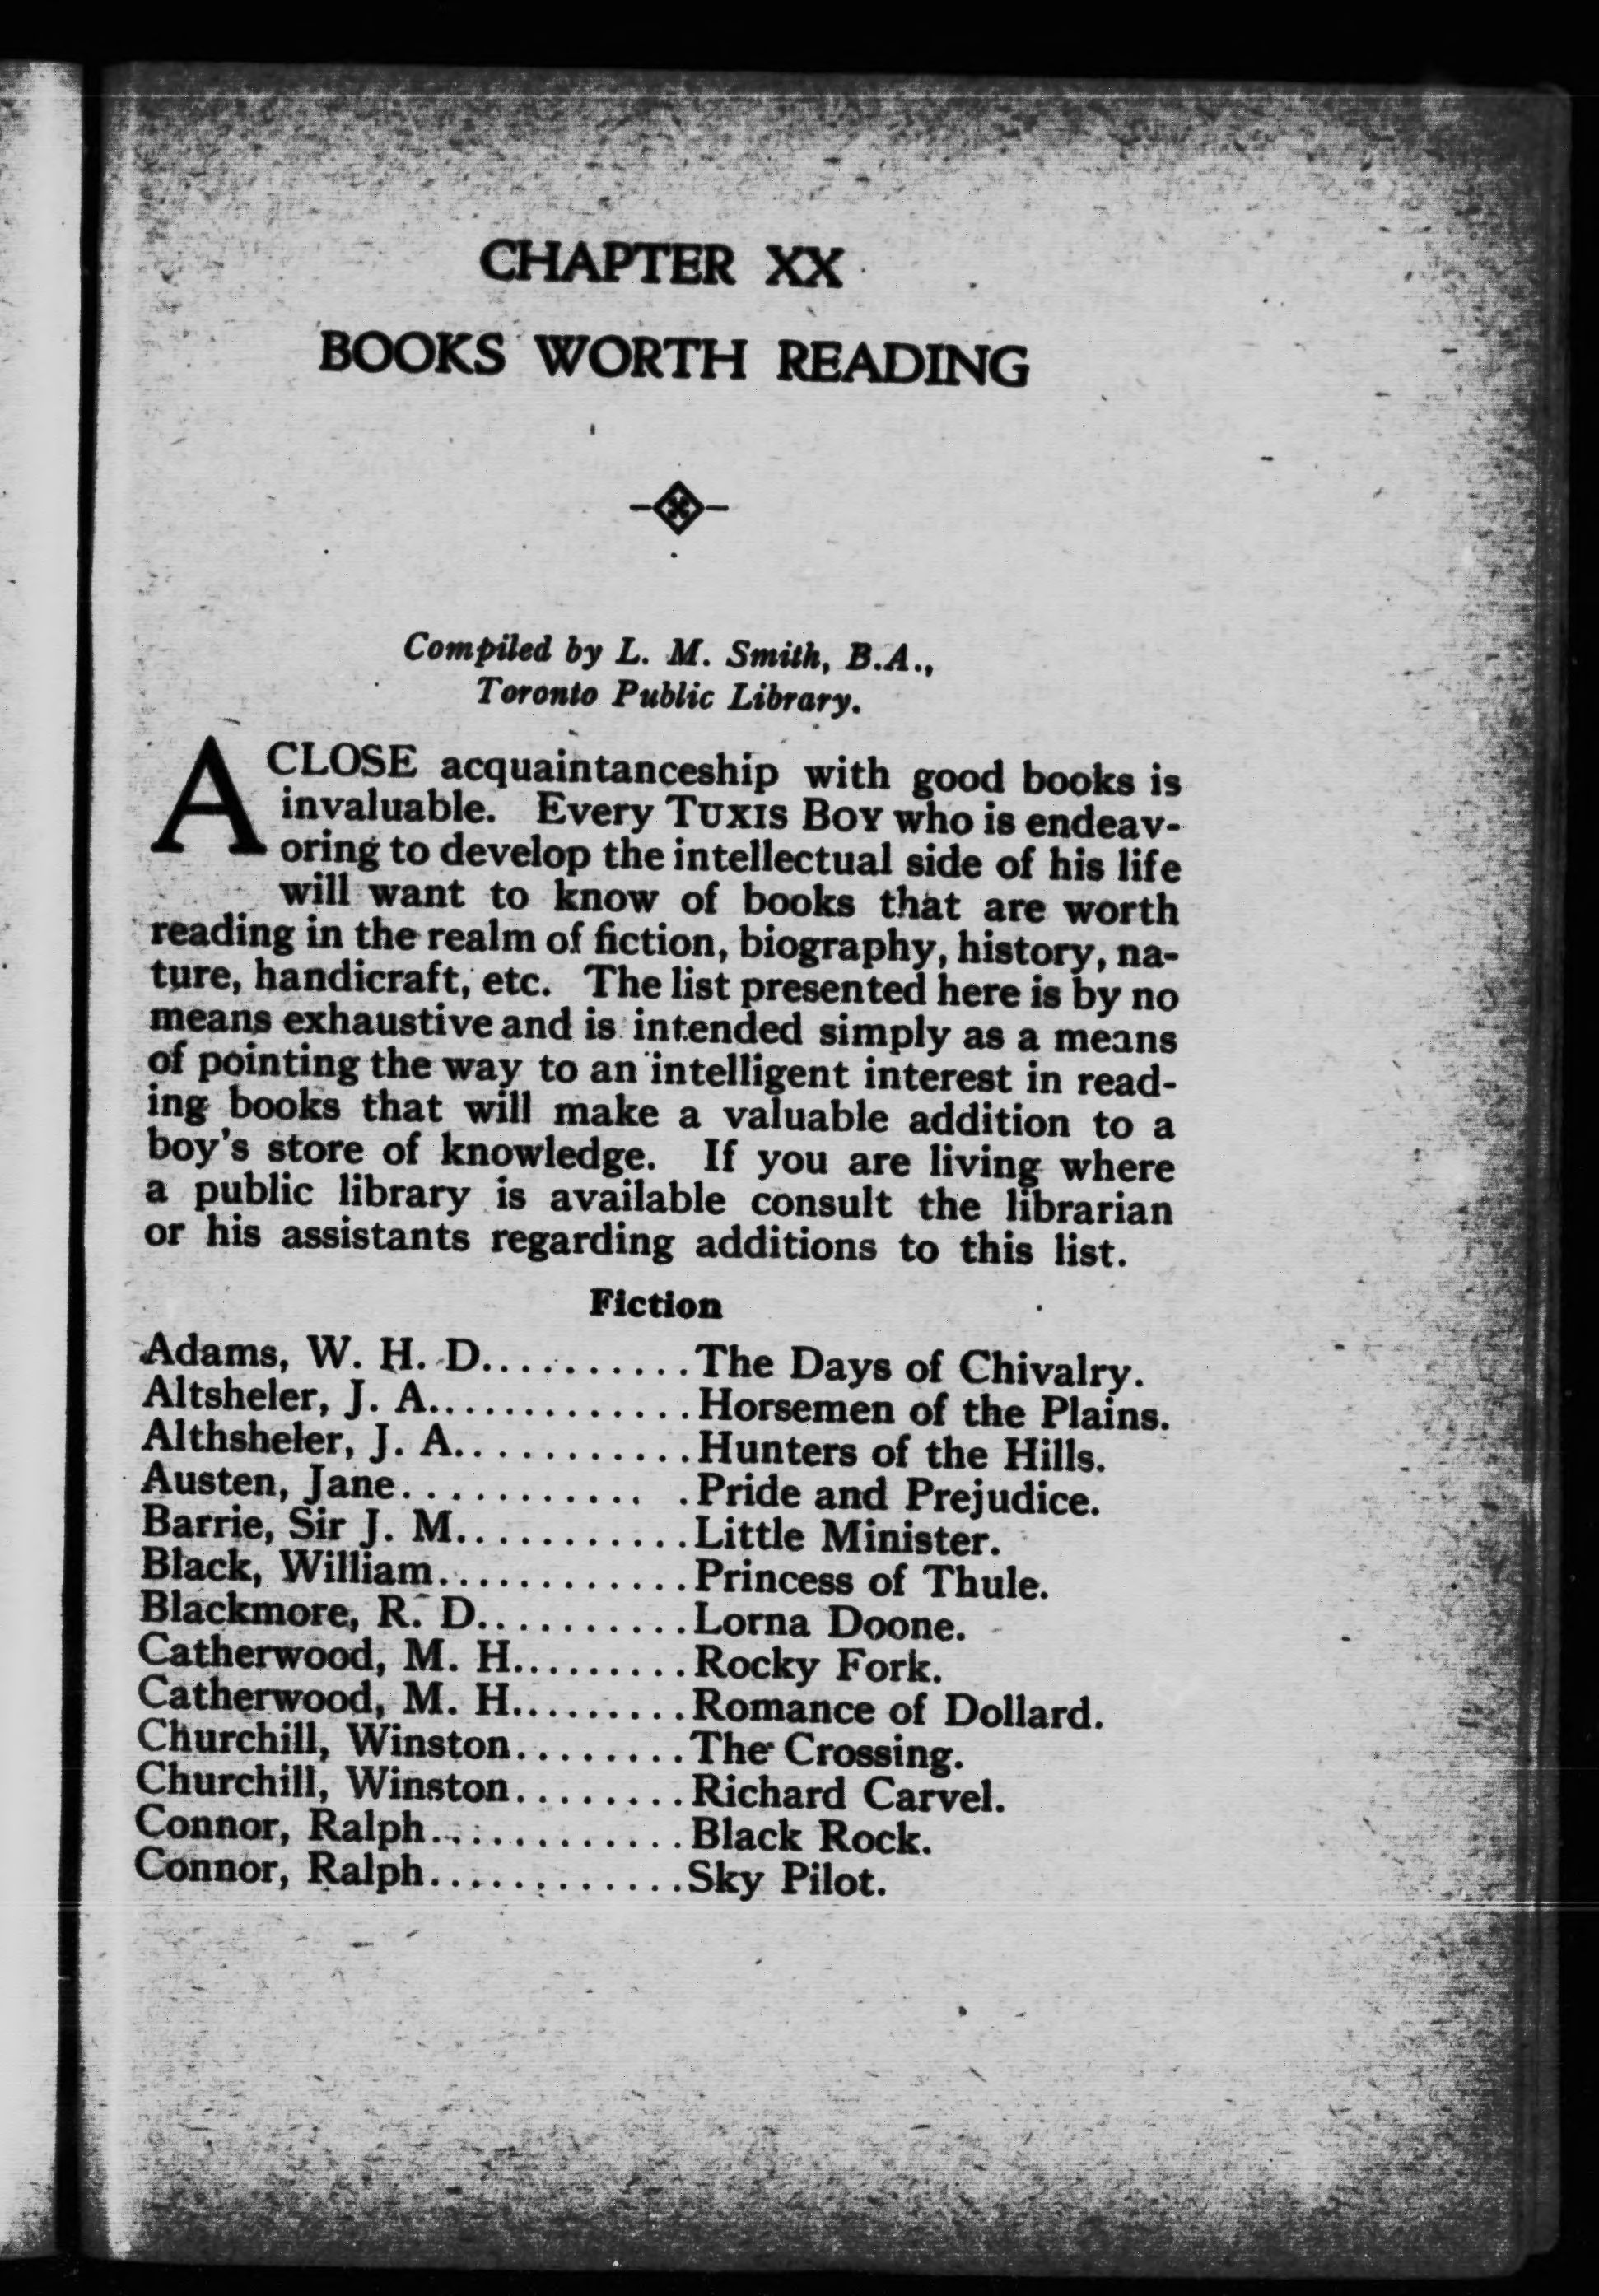 CHAPTER XX
BOOKS WORTH READING
Compiled by L. M. Smith, B.A.,
Toronto Public Library.
A CLOSE acquaintanceship with good books is
invaluable. Every TUXIS BOY who is endeav-
oring to develop the intellectual side of his life
will want to know of books that are worth
reading in the realm of fiction, biography, history, na-
ture, handicraft, etc. The list presented here is by no
means exhaustive and is intended simply as a means
of pointing the way to an intelligent interest in read-
ing books that will make a valuable addition to a
boy's store of knowledge. If you are living where
a public library is available consult the librarian
or his assistants regarding additions to this list.
Fiction
Adams, W. H. D..........The Days of Chivalry.
Altsheler, J. A.............Horsemen of the Plains.
Althsheler, J. A............Hunters of the Hills.
Austen, Jane............ .Pride and Prejudice.
Barrie, Sir J. M...........Little Minister.
Black, William............Princess of Thule.
Blackmore, R. D..........Lorna Doone.
Catherwood, M. H.........Rocky Fork.
Catherwood, M. H.........Romance of Dollard.
Churchill, Winston........The Crossing.
Churchill, Winston........Richard Carvel.
Connor, Ralph............Black Rock.
Connor, Ralph............Sky Pilot.